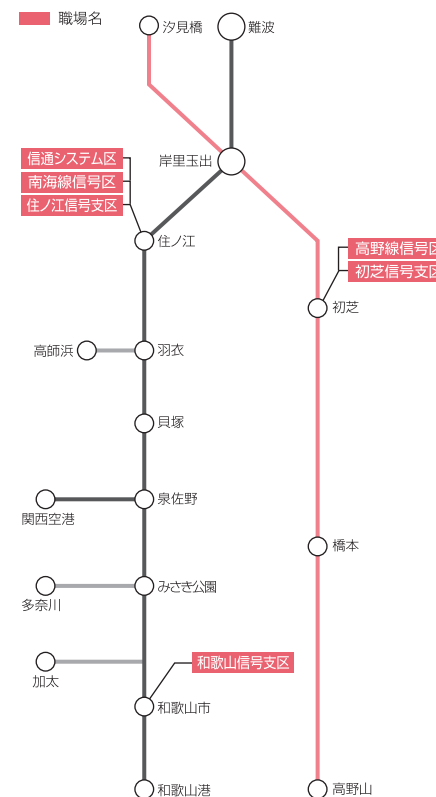 職場名
汐見橋
難波
岸里玉出
信通システム区
南海線信号区
住ノ江信号支区
住ノ江
高野線信号区
初芝信号支区
初芝
高師浜
羽衣
貝塚
泉佐野
関西空港
橋本
みさき公園
多奈川
和歌山信号支区
加太
和歌山市
和歌山港
高野山